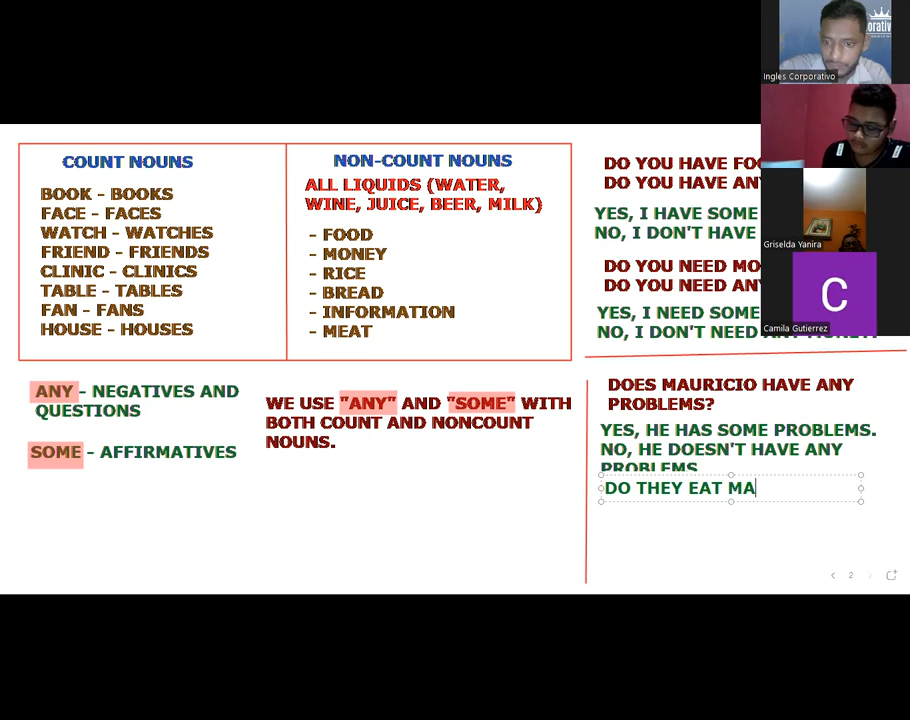 COUNT NOUNS
BOOK - BOOKS
FACE - FACES
WATCH - WATCHES
FRIEND - FRIENDS
CLINIC - CLINICS
TABLE - TABLES
FAN - FANS
HOUSE - HOUSES
NON-COUNT NOUNS
ALL LIQUIDS (WATER,
WINE, JUICE, BEER, MILK)
- FOOD
- MONEY
- RICE
- BREAD
- INFORMATION
- MEAT
ANY - NEGATIVES AND
QUESTIONS
SOME - AFFIRMATIVES
WE USE "ANY" AND "SOME" WITH
BOTH COUNT AND NONCOUNT
NOUNS.
DO YOU HAVE
DO YOU HAVE
YES, I HAVE SOME
NO, I DON'T HAVE
DO YOU NEED
DO YOU NEED
YES, I NEED SOME
NO, I DON'T NEED ANY MONEY.
DOES MAURICIO HAVE ANY
PROBLEMS?
YES, HE HAS SOME PROBLEMS.
NO, HE DOESN'T HAVE ANY
PROBLEMS
DO THEY EAT MA
2
Ingles Corporativo
Griselda Yanira
C
Camila Gutierrez